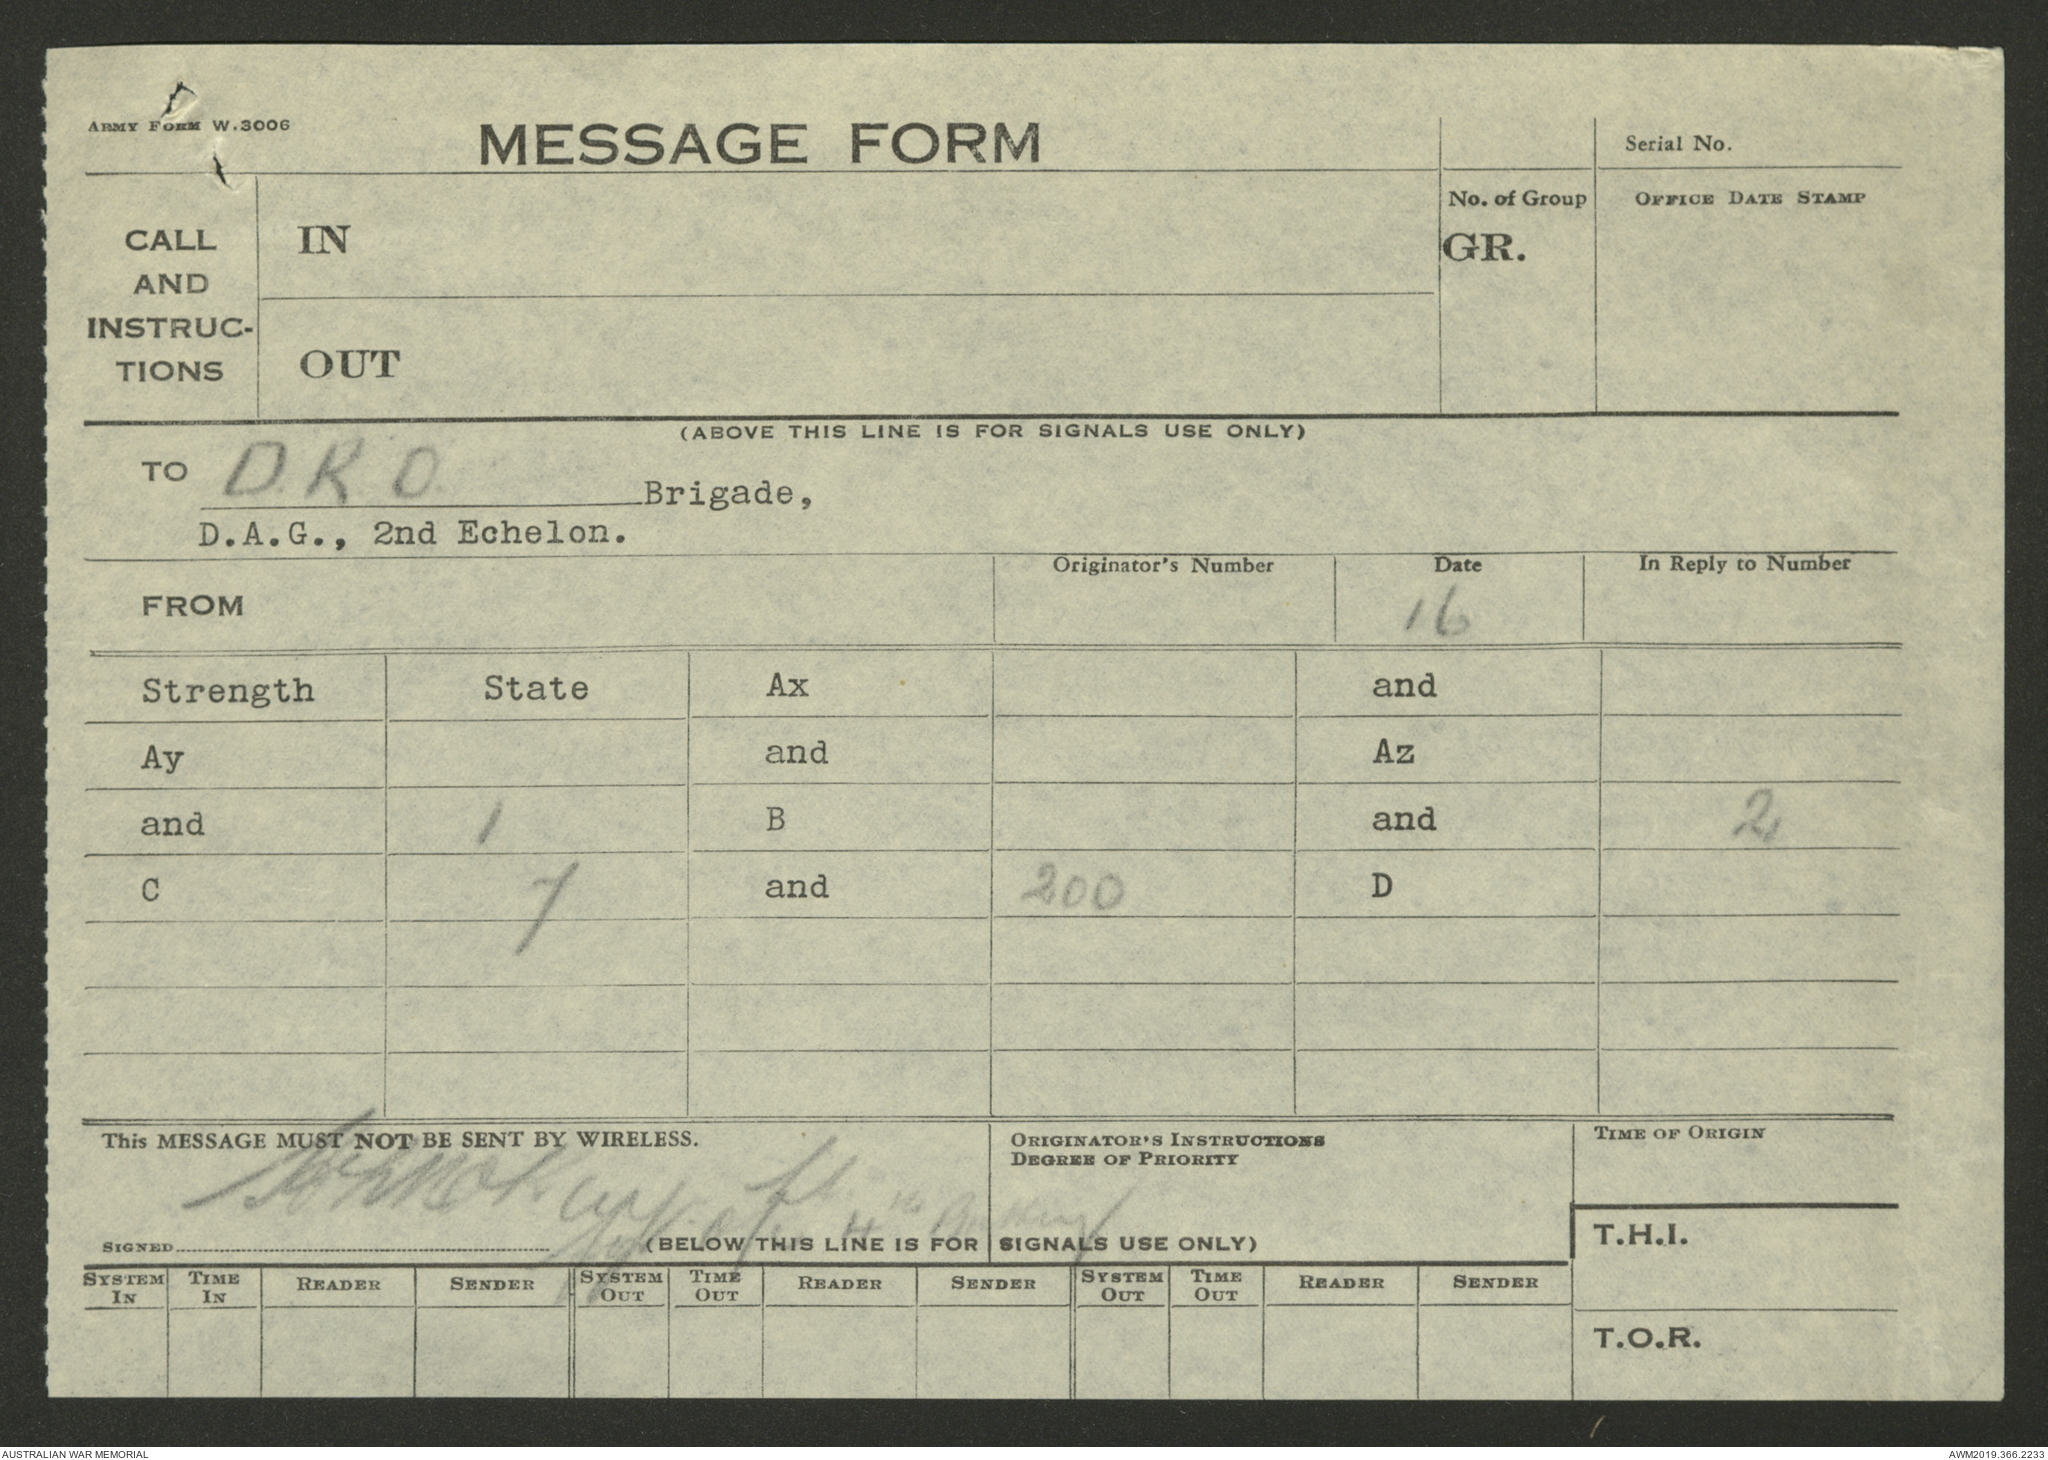 ARMY FORM W.3006
MESSAGE FORM
Serial No.
CALL AND INSTRUC-TIONS
IN
No. of Group
GR.
OFFICE DATE STAMP
OUT
(ABOVE THIS LINE IS FOR SIGNALS USE ONLY)
TO D.R.O. Brigade,
D.A.G., 2nd Echelon.
FROM
Originator's Number
Date
16
In Reply to Number
Strength State Ax and
Ay and Az
and 1 B and 2
C 7 and 200 D
This MESSAGE MUST NOT BE SENT BY WIRELESS.
ORIGINATOR'S INSTRUCTIONS
DEGREE OF PRIORITY
TIME OF ORIGIN
SIGNED
(BELOW THIS LINE IS FOR SIGNALS USE ONLY)
T.H.I.
SYSTEM IN TIME IN READER SENDER SYSTEM OUT TIME OUT READER SENDER SYSTEM OUT TIME OUT READER SENDER
T.O.R.
AUSTRALIAN WAR MEMORIAL
AWM2019.366.2233